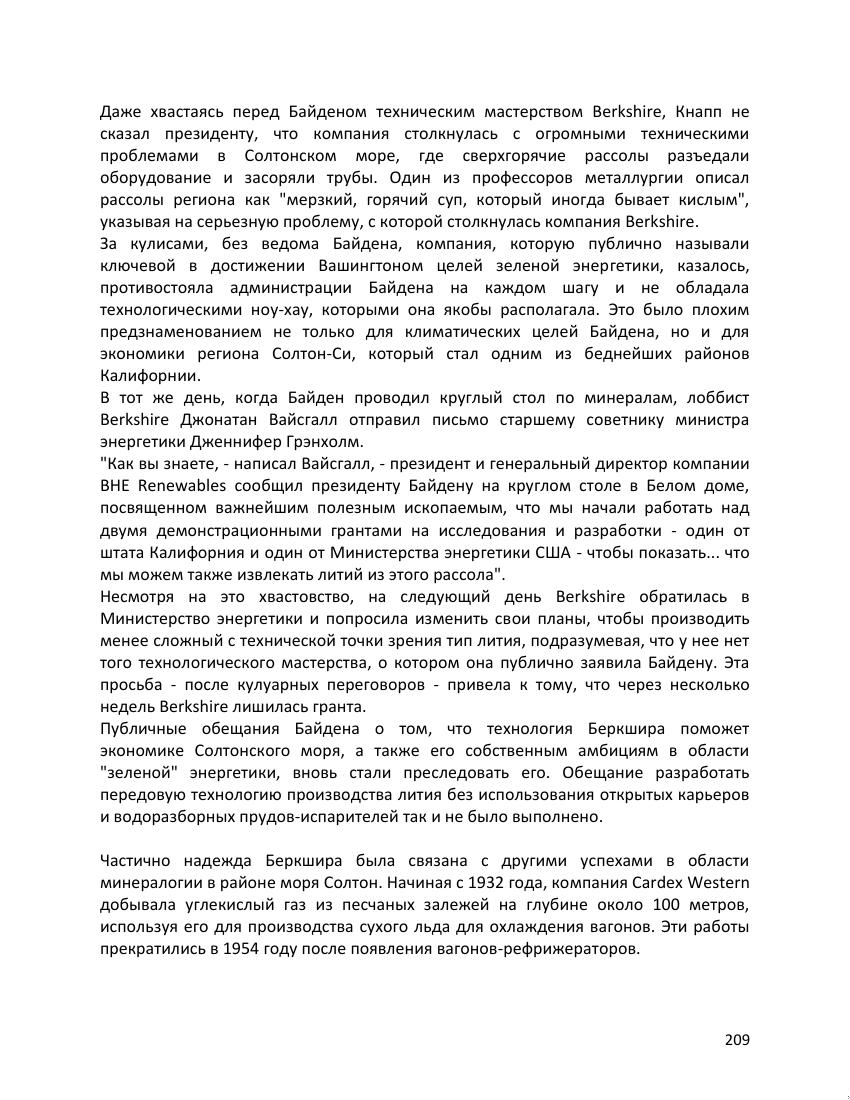 Даже хвастаясь перед Байденом техническим мастерством Berkshire, Кнапп не
сказал президенту, что компания столкнулась с огромными техническими
проблемами в Солтонском море, где сверхгорячие рассолы разъедали
оборудование и засоряли трубы. Один из профессоров металлургии описал
рассолы региона как "мерзкий, горячий суп, который иногда бывает кислым",
указывая на серьезную проблему, с которой столкнулась компания Berkshire.
За кулисами, без ведома Байдена, компания, которую публично называли
ключевой в достижении Вашингтоном целей зеленой энергетики, казалось,
противостояла администрации Байдена на каждом шагу и не обладала
технологическими ноу-хау, которыми она якобы располагала. Это было плохим
предзнаменованием не только для климатических целей Байдена, но и для
экономики региона Солтон-Си, который стал одним из беднейших районов
Калифорнии.
В тот же день, когда Байден проводил круглый стол по минералам, лоббист
Berkshire Джонатан Вайсгалл отправил письмо старшему советнику министра
энергетики Дженнифер Грэнхолм.
"Как вы знаете, - написал Вайсгалл, - президент и генеральный директор компании
BHE Renewables сообщил президенту Байдену на круглом столе в Белом доме,
посвященном важнейшим полезным ископаемым, что мы начали работать над
двумя демонстрационными грантами на исследования и разработки - один от
штата Калифорния и один от Министерства энергетики США - чтобы показать... что
мы можем также извлекать литий из этого рассола".
Несмотря на это хвастовство, на следующий день Berkshire обратилась в
Министерство энергетики и попросила изменить свои планы, чтобы производить
менее сложный с технической точки зрения тип лития, подразумевая, что у нее нет
того технологического мастерства, о котором она публично заявила Байдену. Эта
просьба - после кулуарных переговоров - привела к тому, что через несколько
недель Berkshire лишилась гранта.
Публичные обещания Байдена о том, что технология Беркшира поможет
экономике Солтонского моря, а также его собственным амбициям в области
"зеленой" энергетики, вновь стали преследовать его. Обещание разработать
передовую технологию производства лития без использования открытых карьеров
и водоразборных прудов-испарителей так и не было выполнено.
Частично надежда Беркшира была связана с другими успехами в области
минералогии в районе моря Солтон. Начиная с 1932 года, компания Cardex Western
добывала углекислый газ из песчаных залежей на глубине около 100 метров,
используя его для производства сухого льда для охлаждения вагонов. Эти работы
прекратились в 1954 году после появления вагонов-рефрижераторов.
209